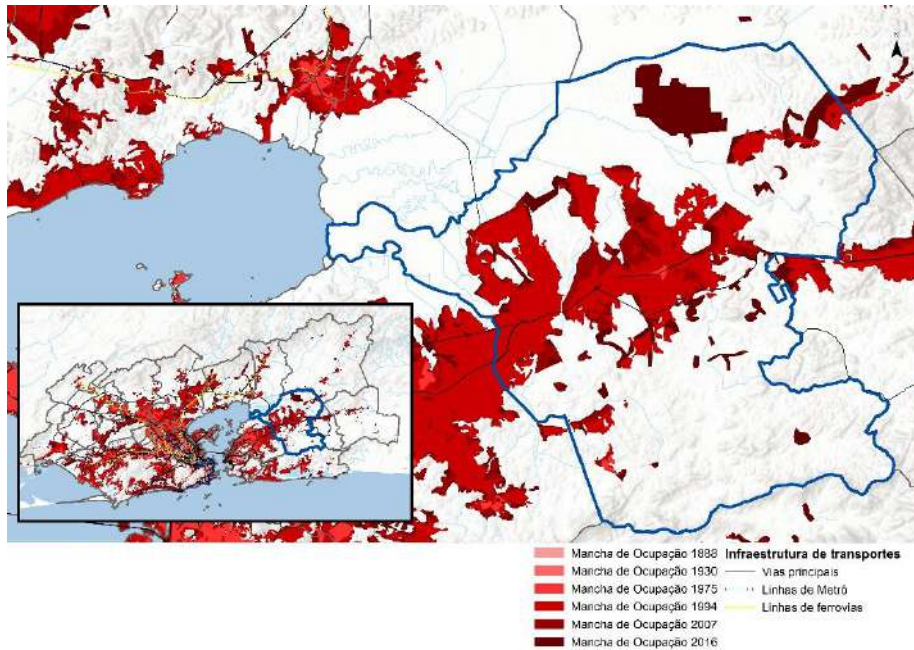 Mancha de Ocupação 1888
Mancha de Ocupação 1930
Mancha de Ocupação 1975
Mancha de Ocupação 1994
Mancha de Ocupação 2007
Mancha de Ocupação 2016
Infraestrutura de transportes
Vias principais
Linhas de Metrô
Linhas de ferrovias